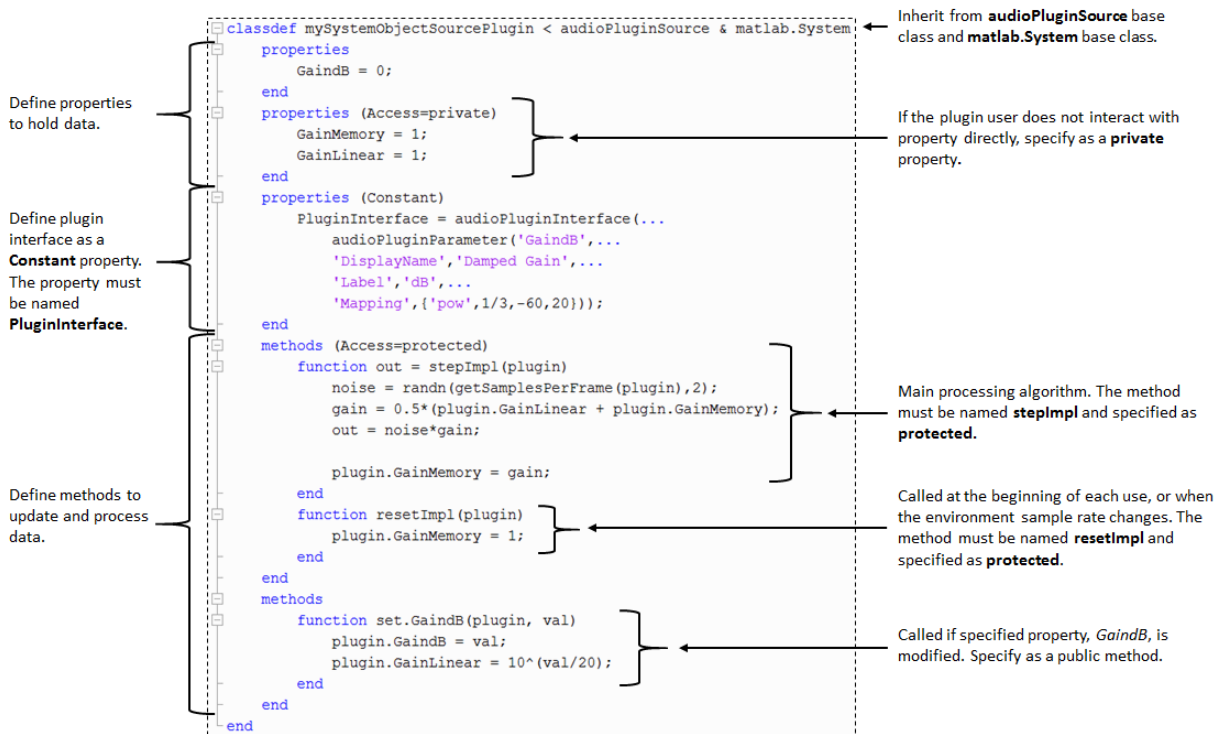 Inherit from audioPluginSource base
class and matlab.System base class.
classdef mySystemObjectSourcePlugin < audioPluginSource & matlab.System
properties
GaindB = 0;
end
Define properties
to hold data.
properties (Access=private)
GainMemory = 1;
GainLinear = 1;
end
If the plugin user does not interact with
property directly, specify as a private
property.
Define plugin
interface as a
Constant property.
The property must
be named
PluginInterface.
properties (Constant)
PluginInterface = audioPluginInterface(...
audioPluginParameter('GaindB',...
'DisplayName','Damped Gain',...
'Label','dB',...
'Mapping',{'pow',1/3,-60,20}));
end
Define methods to
update and process
data.
methods (Access=protected)
function out = stepImpl(plugin)
noise = randn(getSamplesPerFrame(plugin),2);
gain = 0.5*(plugin.GainLinear + plugin.GainMemory);
out = noise*gain;
plugin.GainMemory = gain;
end
Main processing algorithm. The method
must be named stepImpl and specified as
protected.
function resetImpl(plugin)
plugin.GainMemory = 1;
end
end
Called at the beginning of each use, or when
the environment sample rate changes. The
method must be named resetImpl and
specified as protected.
methods
function set.GaindB(plugin, val)
plugin.GaindB = val;
plugin.GainLinear = 10^(val/20);
end
end
end
Called if specified property, GaindB, is
modified. Specify as a public method.